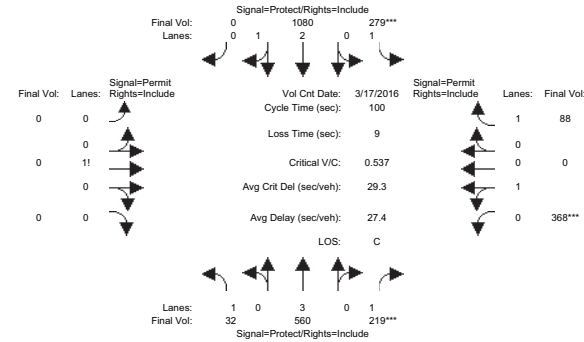 Signal=Protect/Rights=Include
Final Vol: 0 1080 279***
Lanes: 0 1 2 0 1
Signal=Permit
Final Vol: Lanes: Rights=Include
Vol Cnt Date: 3/17/2016
Signal=Permit
Rights=Include Lanes: Final Vol:
Cycle Time (sec): 100
0 0
1 88
Loss Time (sec): 9
0
0
0 1!
Critical V/C: 0.537
0 0
0
Avg Crit Del (sec/veh): 29.3
1
0 0
Avg Delay (sec/veh): 27.4
0 368***
LOS: C
Lanes: 1 0 3 0 1
Final Vol: 32 560 219***
Signal=Protect/Rights=Include